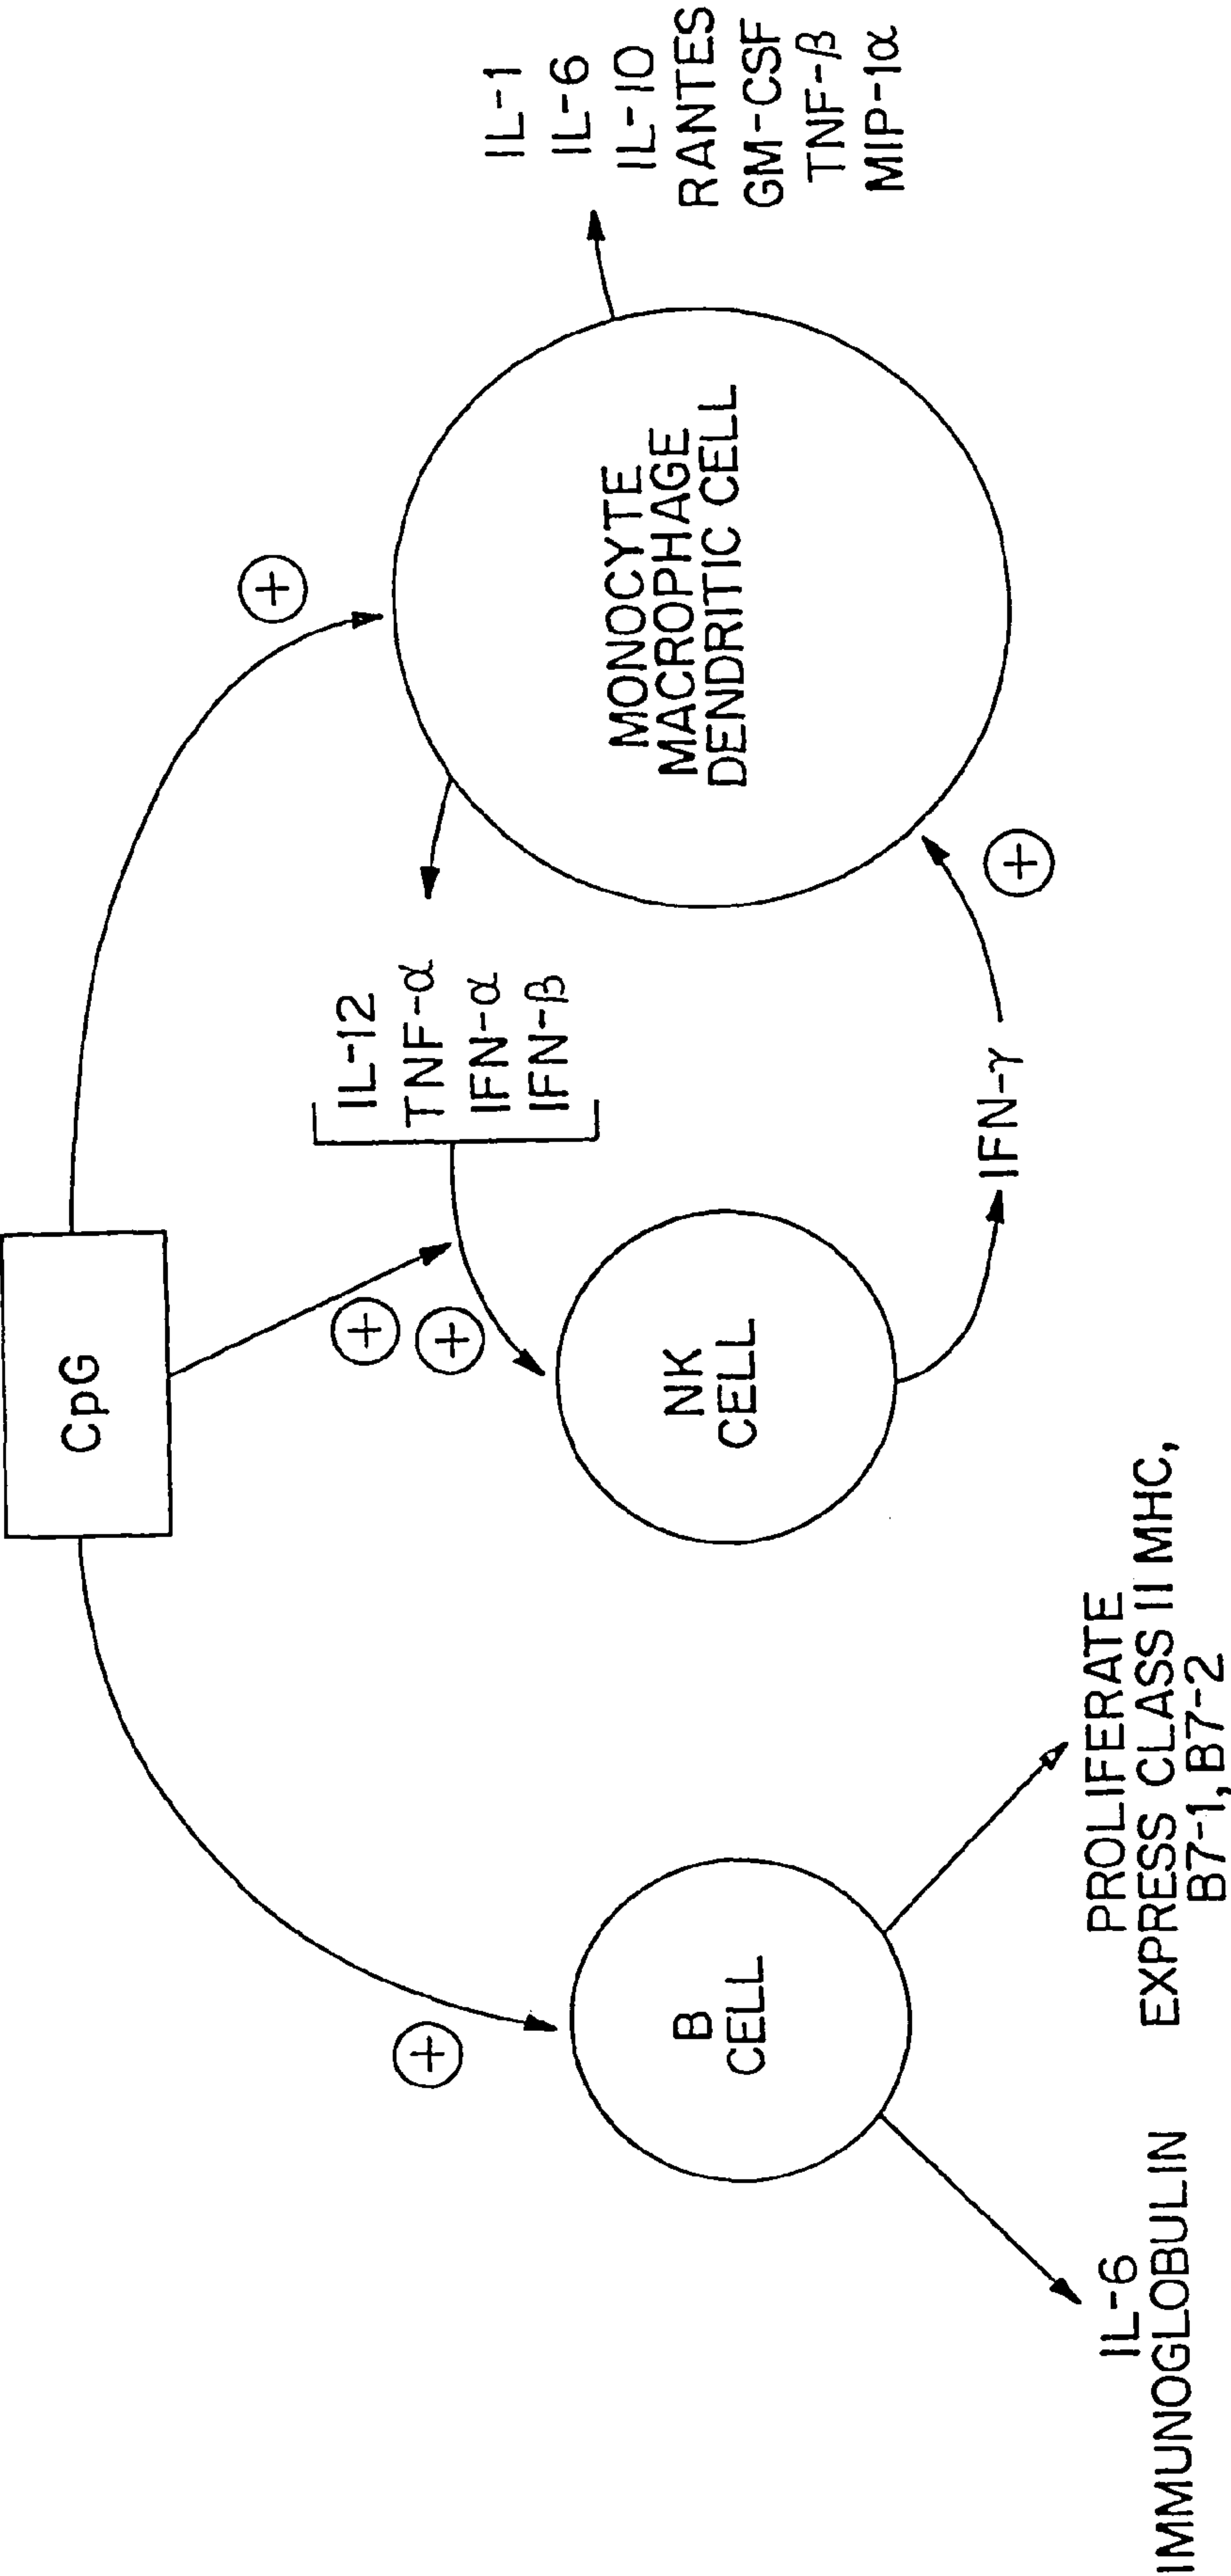 CpG
⊕
⊕
⊕
⊕
IL-12
TNF-α
IFN-α
IFN-β
MONOCYTE
MACROPHAGE
DENDRITIC CELL
IL-1
IL-6
IL-10
RANTES
GM-CSF
TNF-β
MIP-1α
B
CELL
NK
CELL
IFN-γ
⊕
IL-6
IMMUNOGLOBULIN
PROLIFERATE
EXPRESS CLASS II MHC,
B7-1, B7-2